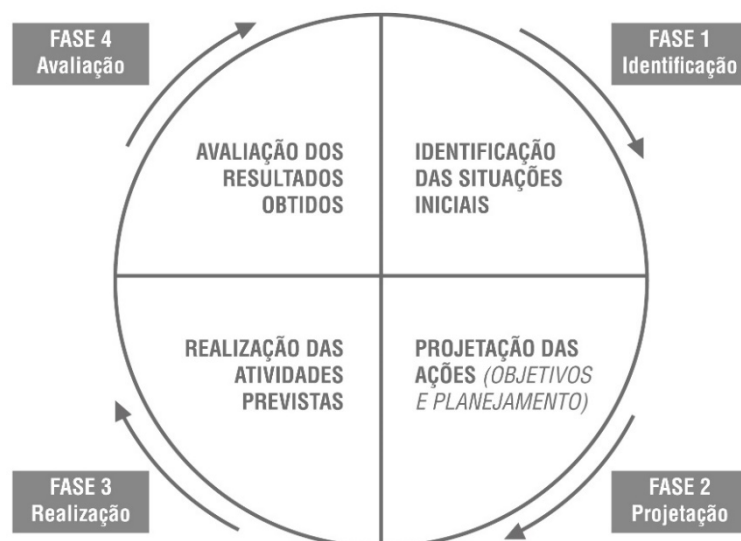 FASE 4
Avaliação
FASE 1
Identificação
AVALIAÇÃO DOS
RESULTADOS
OBTIDOS
IDENTIFICAÇÃO
DAS SITUAÇÕES
INICIAIS
REALIZAÇÃO DAS
ATIVIDADES
PREVISTAS
PROJETAÇÃO DAS
AÇÕES (OBJETIVOS
E PLANEJAMENTO)
FASE 3
Realização
FASE 2
Projetação